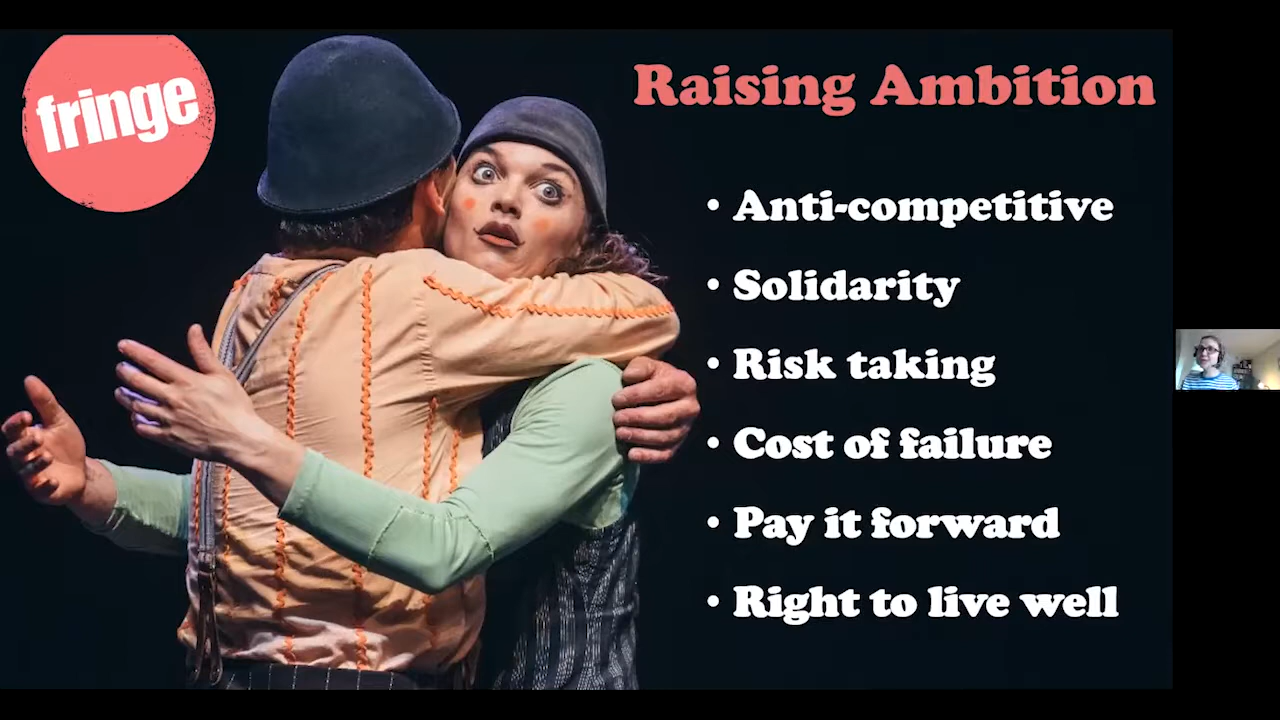 fringe
Raising Ambition
• Anti-competitive
• Solidarity
• Risk taking
• Cost of failure
• Pay it forward
• Right to live well